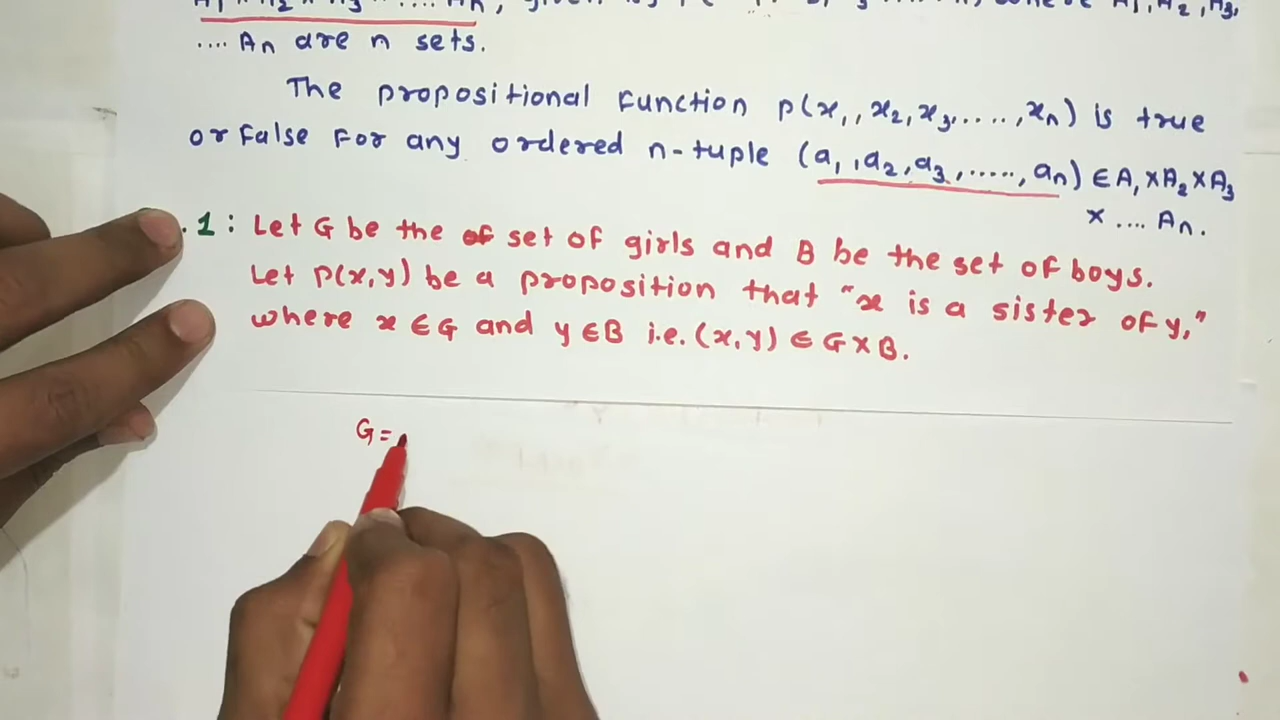 .... An are n sets.
The propositional function p(x₁, x₂, x₃, ...., xn) is true
or false for any ordered n-tuple (a₁, a₂, a₃, ....., an) ∈ A₁ × A₂ × A₃
× .... An.
.1: Let G be the of set of girls and B be the set of boys.
Let p(x,y) be a proposition that "x is a sister of y,"
where x ∈ G and y ∈ B i.e. (x, y) ∈ G × B.
G =